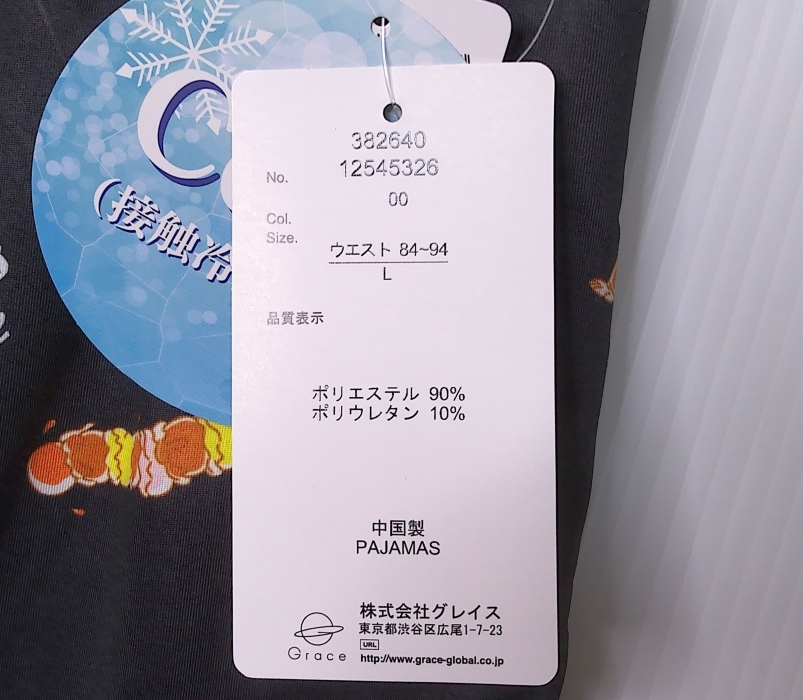 (接触冷
382640
No. 12545326
00
Col.
Size.
ウエスト 84~94
L
品質表示
ポリエステル 90%
ポリウレタン 10%
中国製
PAJAMAS
Grace
株式会社グレイス
東京都渋谷区広尾1-7-23
URL
http://www.grace-global.co.jp